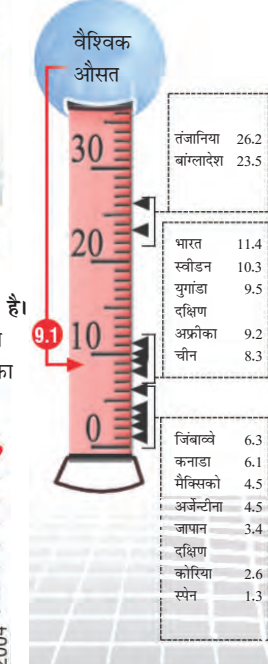 वैश्विक
औसत
30
20
10
0
9.1
है।
का
तंजानिया 26.2
बांग्लादेश 23.5
भारत 11.4
स्वीडन 10.3
युगांडा 9.5
दक्षिण
अफ्रीका 9.2
चीन 8.3
जिंबाव्वे 6.3
कनाडा 6.1
मैक्सिको 4.5
अर्जेन्टीना 4.5
जापान 3.4
दक्षिण
कोरिया 2.6
स्पेन 1.3
2004